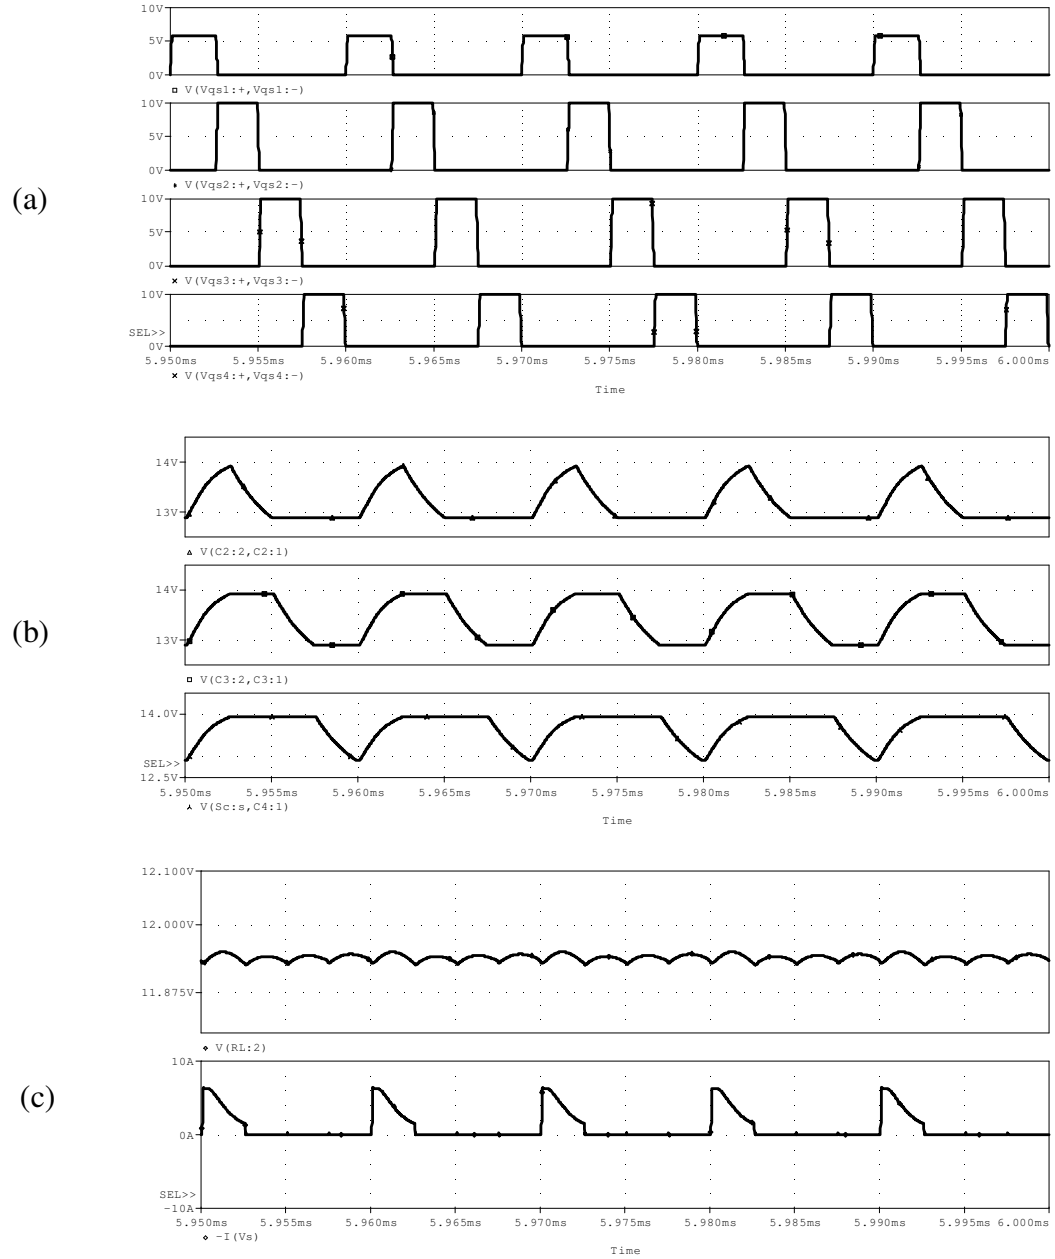 (a)
10V
5V
0V
V(Vqs1:+,Vqs1:-)
10V
5V
0V
V(Vqs2:+,Vqs2:-)
10V
5V
0V
V(Vqs3:+,Vqs3:-)
10V
SEL>>
0V
5.950ms 5.955ms 5.960ms 5.965ms 5.970ms 5.975ms 5.980ms 5.985ms 5.990ms 5.995ms 6.000ms
V(Vqs4:+,Vqs4:-)
Time
(b)
14V
13V
V(C2:2,C2:1)
14V
13V
V(C3:2,C3:1)
14.0V
SEL>>
12.5V
5.950ms 5.955ms 5.960ms 5.965ms 5.970ms 5.975ms 5.980ms 5.985ms 5.990ms 5.995ms 6.000ms
V(Sc:s,C4:1)
Time
(c)
12.100V
12.000V
11.875V
V(RL:2)
10A
0A
SEL>>
-10A
5.950ms 5.955ms 5.960ms 5.965ms 5.970ms 5.975ms 5.980ms 5.985ms 5.990ms 5.995ms 6.000ms
-I(Vs)
Time